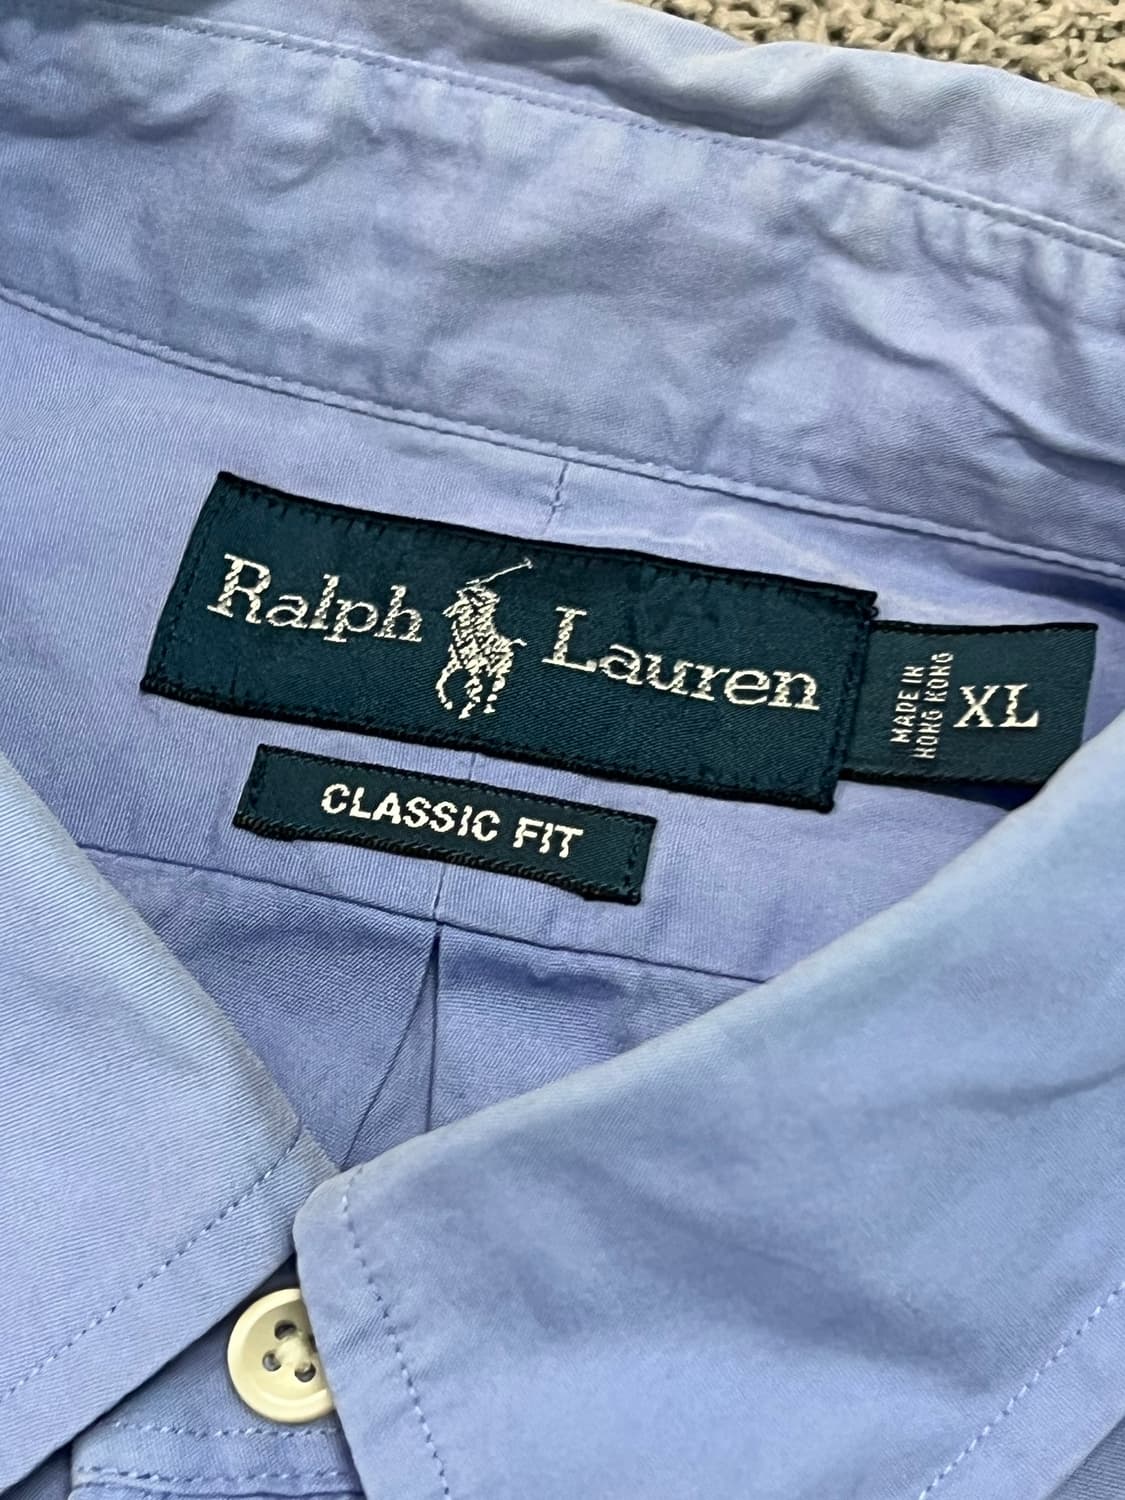 Ralph Lauren
MADE IN
HONG KONG
XL
CLASSIC FIT